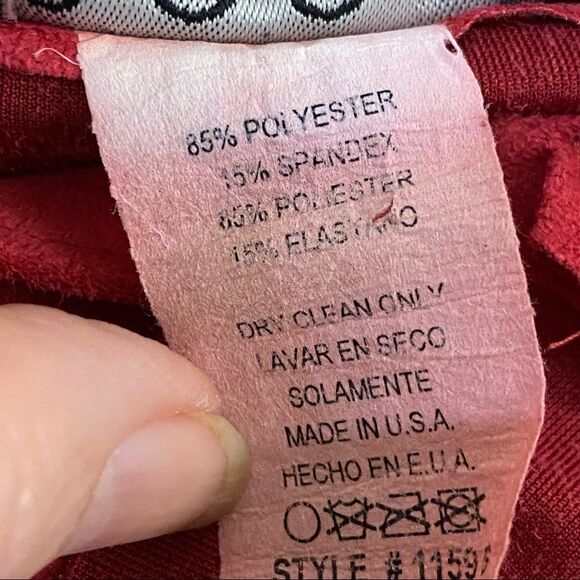 85% POLYESTER
15% SPANDEX
85% POLIESTER
15% ELASTANO
DRY CLEAN ONLY
LAVAR EN SECO
SOLAMENTE
MADE IN U.S.A.
HECHO EN E.U.A.
STYLE #